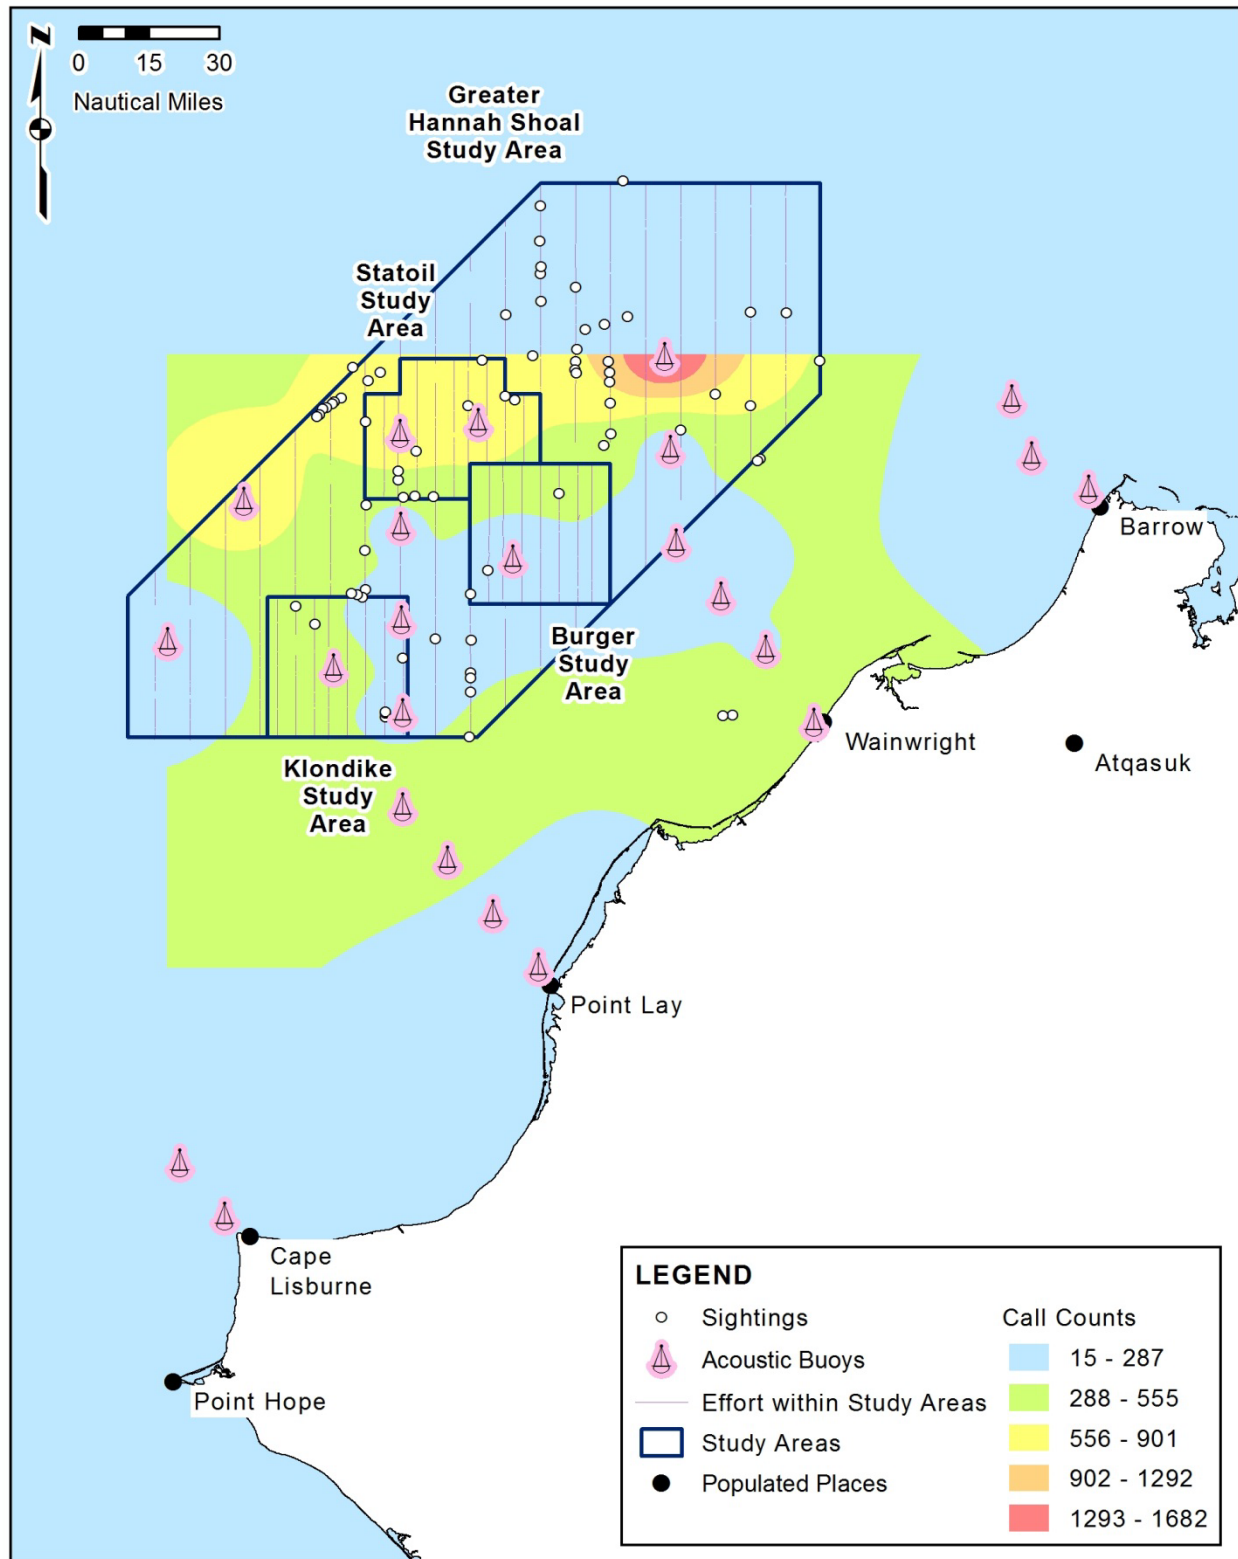 N
0 15 30
Nautical Miles
Greater
Hannah Shoal
Study Area
Statoil
Study
Area
Barrow
Burger
Study
Area
Wainwright
Atqasuk
Klondike
Study
Area
Point Lay
Cape
Lisburne
Point Hope
LEGEND
Sightings
Acoustic Buoys
Effort within Study Areas
Study Areas
Populated Places
Call Counts
15 - 287
288 - 555
556 - 901
902 - 1292
1293 - 1682